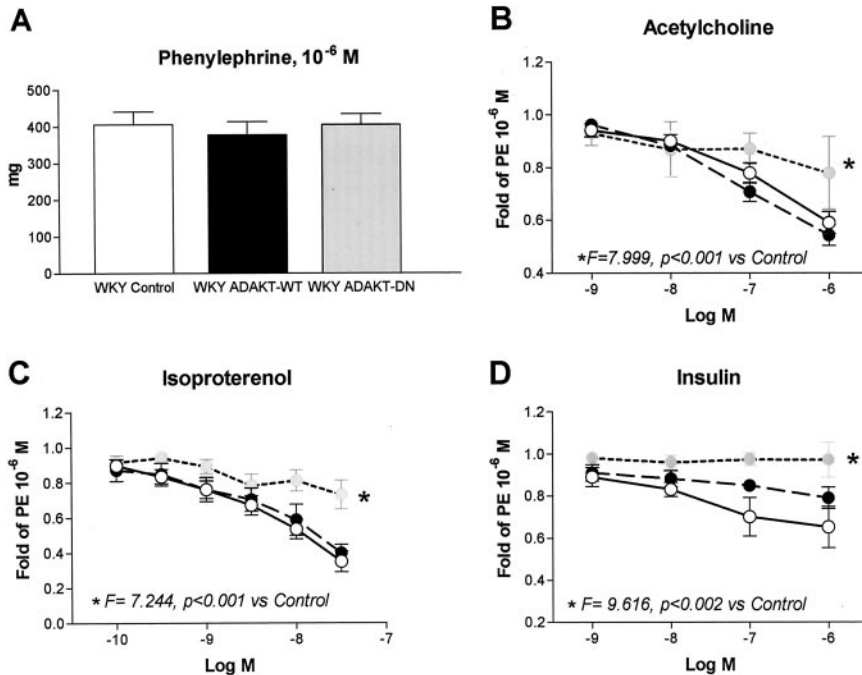 A
Phenylephrine, 10-6 M
500
400
300
200
100
0
mg
WKY Control WKY ADAKT-WT WKY ADAKT-DN
B
Acetylcholine
1.2
1.0
0.8
0.6
0.4
Fold of PE 10-6 M
*
*F=7.999, p<0.001 vs Control
-9 -8 -7 -6
Log M
C
Isoproterenol
1.2
1.0
0.8
0.6
0.4
0.2
0.0
Fold of PE 10-6 M
*
* F= 7.244, p<0.001 vs Control
-10 -9 -8 -7
Log M
D
Insulin
1.2
1.0
0.8
0.6
0.4
0.2
Fold of PE 10-6 M
*
* F= 9.616, p<0.002 vs Control
-9 -8 -7 -6
Log M